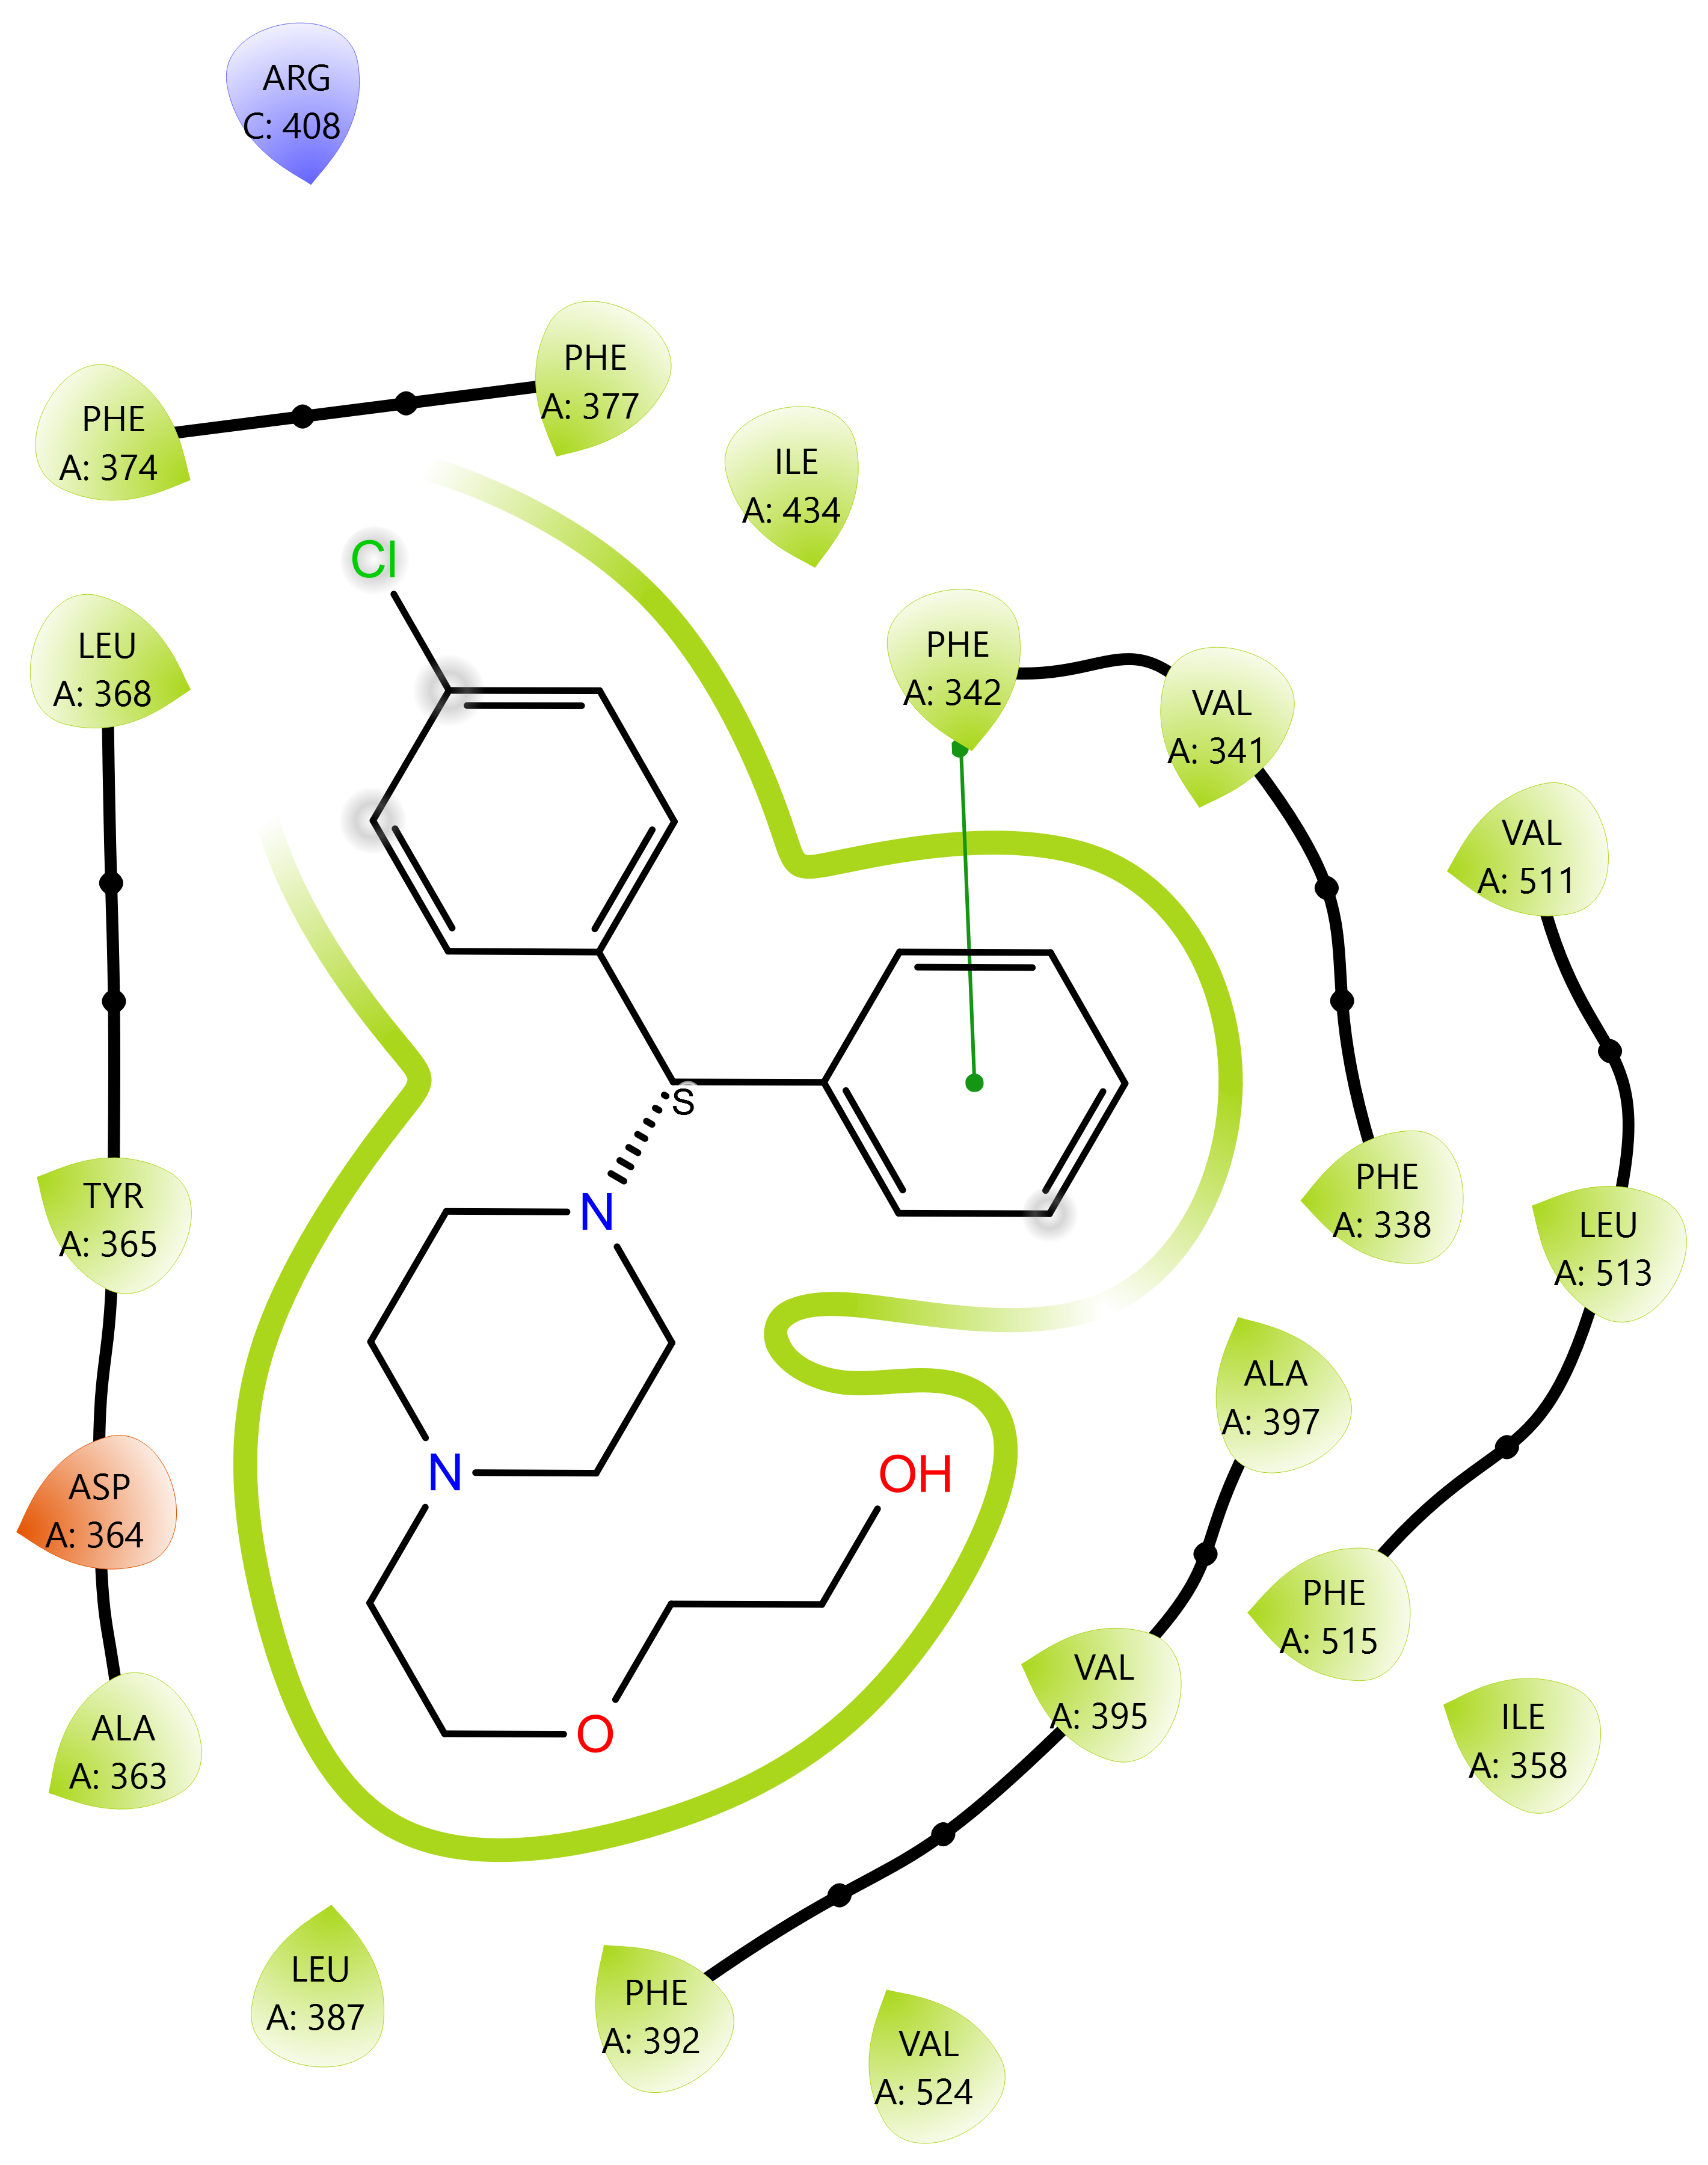 ARG
C: 408
PHE
A: 377
PHE
A: 374
ILE
A: 434
Cl
LEU
A: 368
PHE
A: 342
VAL
A: 341
VAL
A: 511
S
N
TYR
A: 365
PHE
A: 338
LEU
A: 513
ALA
A: 397
N
OH
ASP
A: 364
PHE
A: 515
VAL
A: 395
ILE
A: 358
O
ALA
A: 363
LEU
A: 387
PHE
A: 392
VAL
A: 524